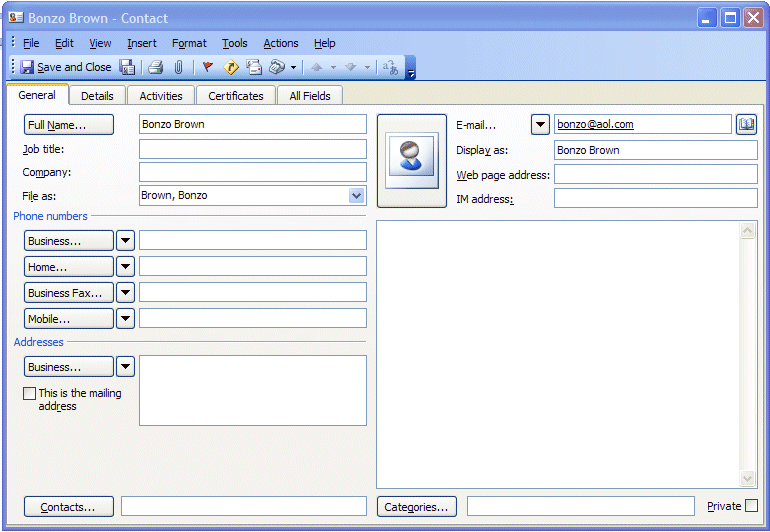 Bonzo Brown - Contact
File Edit View Insert Format Tools Actions Help
Save and Close
General Details Activities Certificates All Fields
Full Name... Bonzo Brown
Job title:
Company:
File as: Brown, Bonzo
E-mail... bonzo@aol.com
Display as: Bonzo Brown
Web page address:
IM address:
Phone numbers
Business...
Home...
Business Fax...
Mobile...
Addresses
Business...
This is the mailing
address
Contacts... Categories... Private